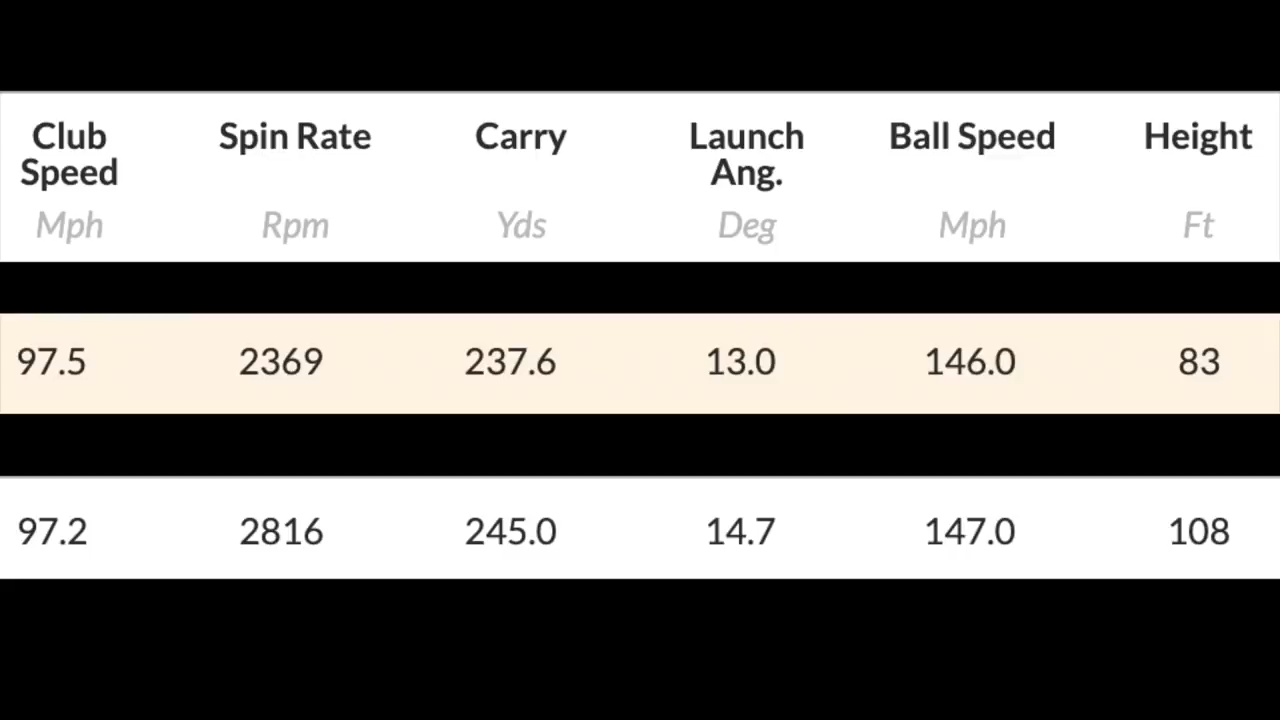 Club Speed Spin Rate Carry Launch Ang. Ball Speed Height
Mph Rpm Yds Deg Mph Ft
97.5 2369 237.6 13.0 146.0 83
97.2 2816 245.0 14.7 147.0 108